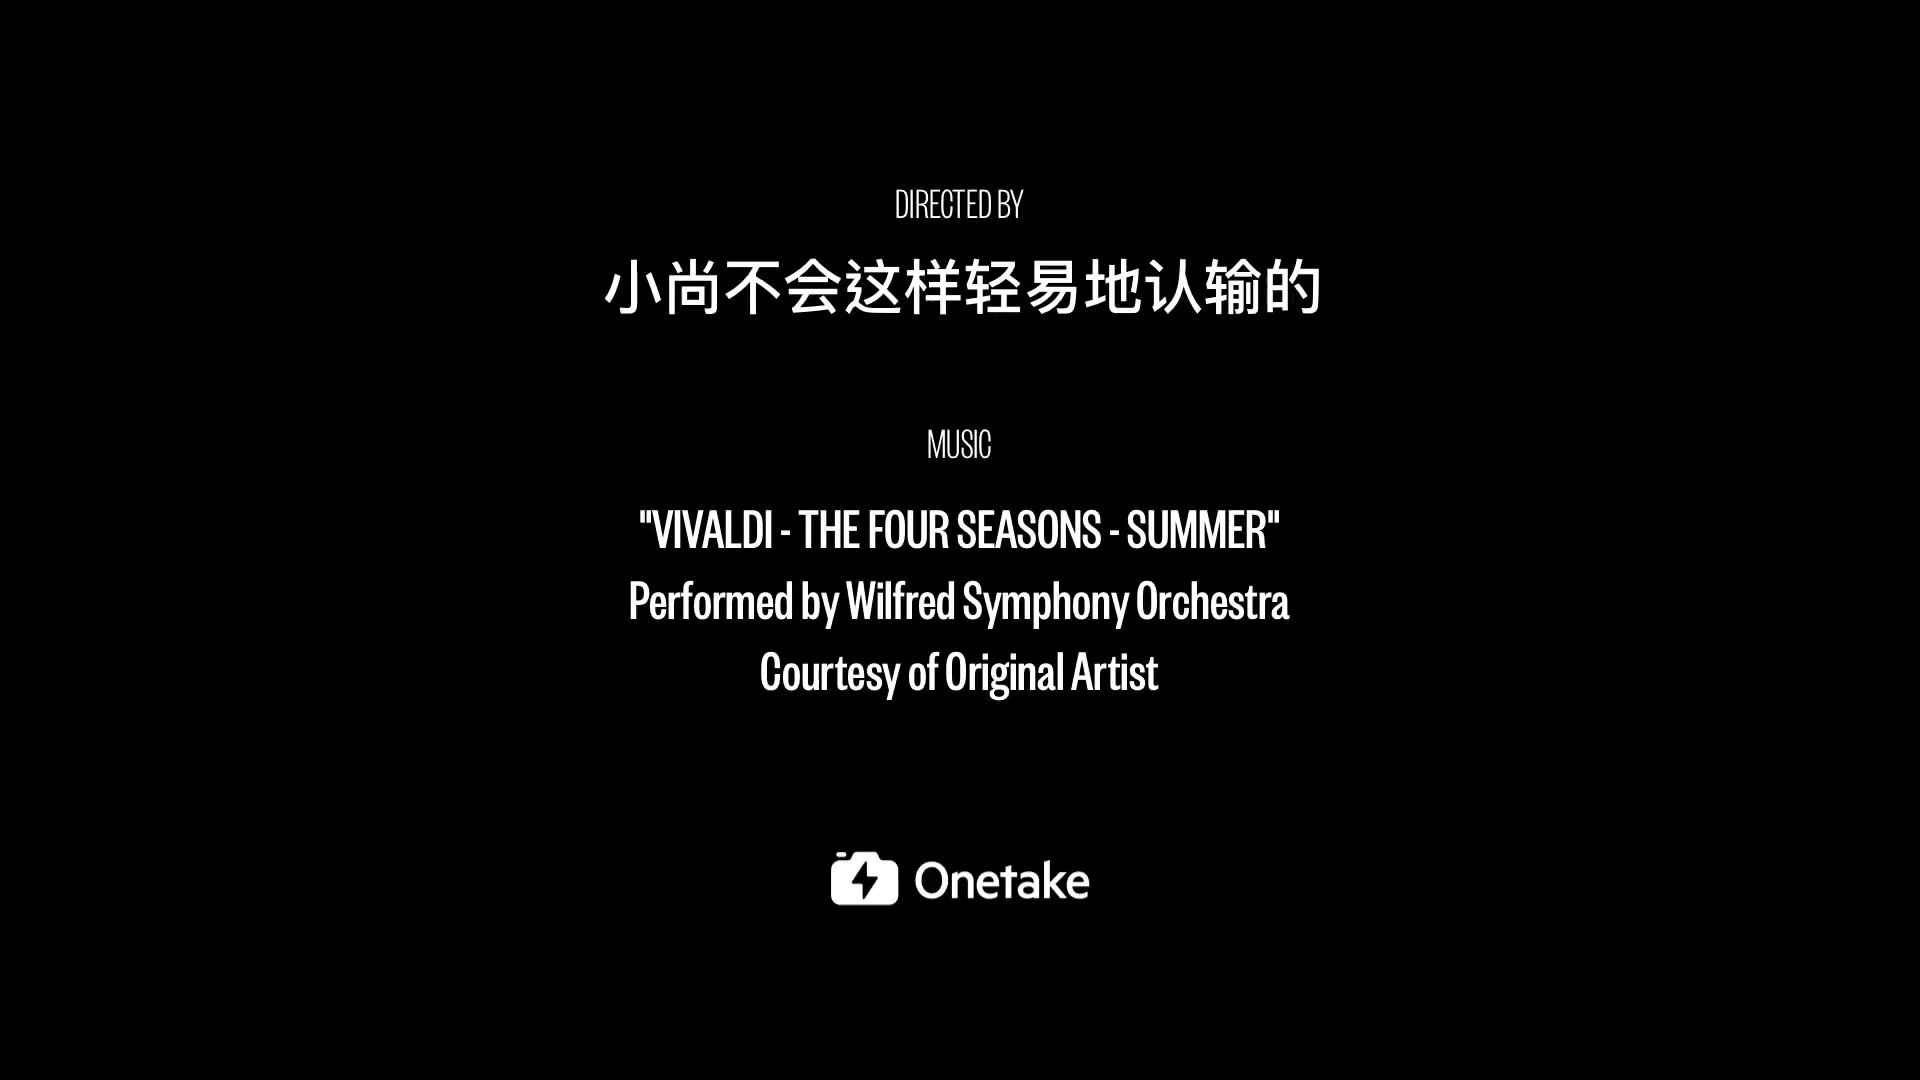 DIRECTED BY
小尚不会这样轻易地认输的
MUSIC
"VIVALDI - THE FOUR SEASONS - SUMMER"
Performed by Wilfred Symphony Orchestra
Courtesy of Original Artist
Onetake